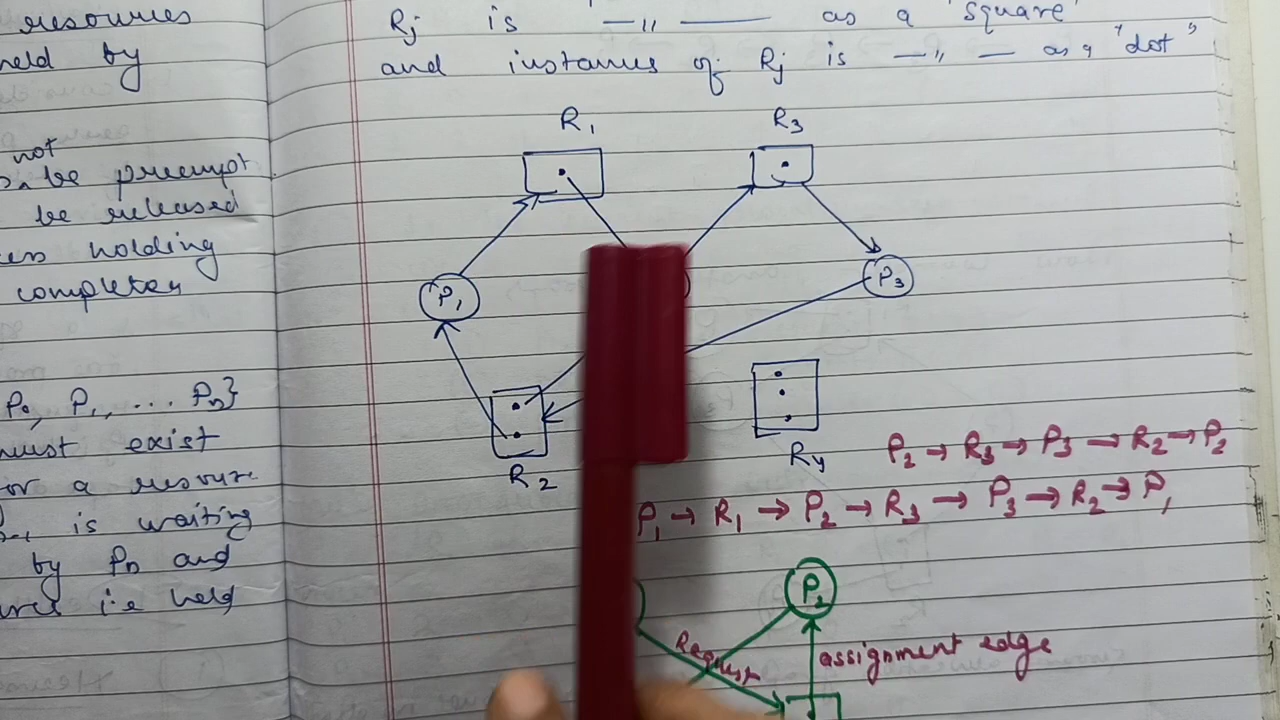 resources
held by
not
be preempt
be released
holding
completes
P0, P1, ... Pn}
must exist
or a resource
is waiting
by Pn and
i.e held
Rj is —〃 —— as a "square"
and instances of Rj is —〃 — as a "dot"
R1
R3
P1
P3
R2
R4
P2 → R3 → P3 → R2 → P2
P1 → R1 → P2 → R3 → P3 → R2 → P1
P2
Request
assignment edge